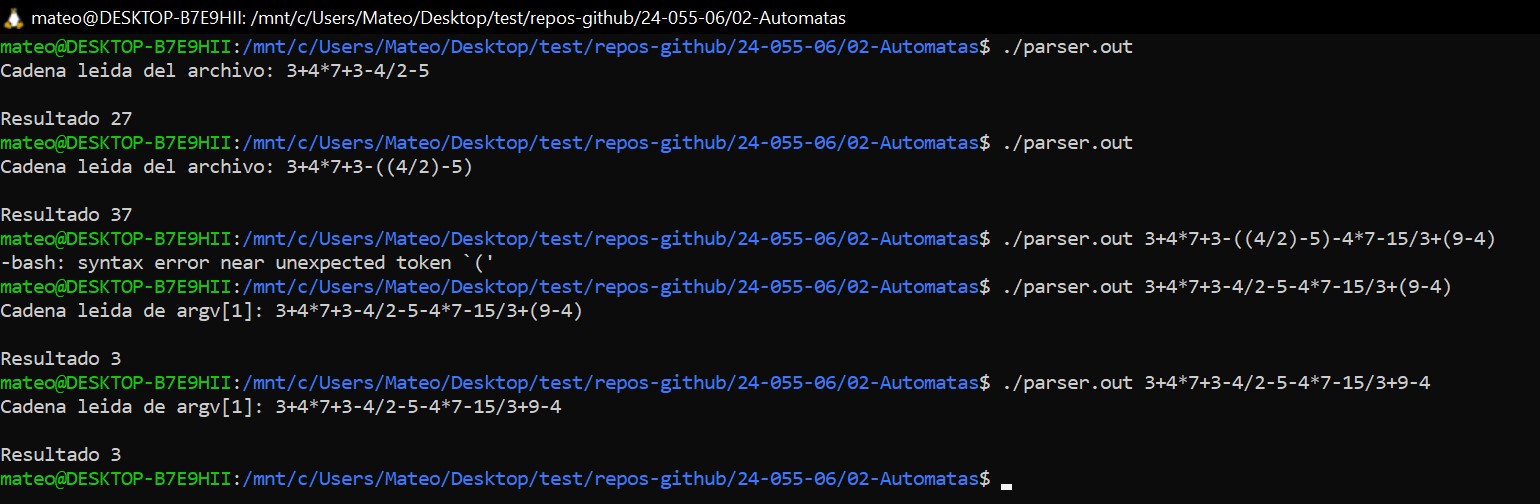 mateo@DESKTOP-B7E9HII: /mnt/c/Users/Mateo/Desktop/test/repos-github/24-055-06/02-Automatas
mateo@DESKTOP-B7E9HII:/mnt/c/Users/Mateo/Desktop/test/repos-github/24-055-06/02-Automatas$ ./parser.out
Cadena leida del archivo: 3+4*7+3-4/2-5
Resultado 27
mateo@DESKTOP-B7E9HII:/mnt/c/Users/Mateo/Desktop/test/repos-github/24-055-06/02-Automatas$ ./parser.out
Cadena leida del archivo: 3+4*7+3-((4/2)-5)
Resultado 37
mateo@DESKTOP-B7E9HII:/mnt/c/Users/Mateo/Desktop/test/repos-github/24-055-06/02-Automatas$ ./parser.out 3+4*7+3-((4/2)-5)-4*7-15/3+(9-4)
-bash: syntax error near unexpected token `('
mateo@DESKTOP-B7E9HII:/mnt/c/Users/Mateo/Desktop/test/repos-github/24-055-06/02-Automatas$ ./parser.out 3+4*7+3-4/2-5-4*7-15/3+(9-4)
Cadena leida de argv[1]: 3+4*7+3-4/2-5-4*7-15/3+(9-4)
Resultado 3
mateo@DESKTOP-B7E9HII:/mnt/c/Users/Mateo/Desktop/test/repos-github/24-055-06/02-Automatas$ ./parser.out 3+4*7+3-4/2-5-4*7-15/3+9-4
Cadena leida de argv[1]: 3+4*7+3-4/2-5-4*7-15/3+9-4
Resultado 3
mateo@DESKTOP-B7E9HII:/mnt/c/Users/Mateo/Desktop/test/repos-github/24-055-06/02-Automatas$